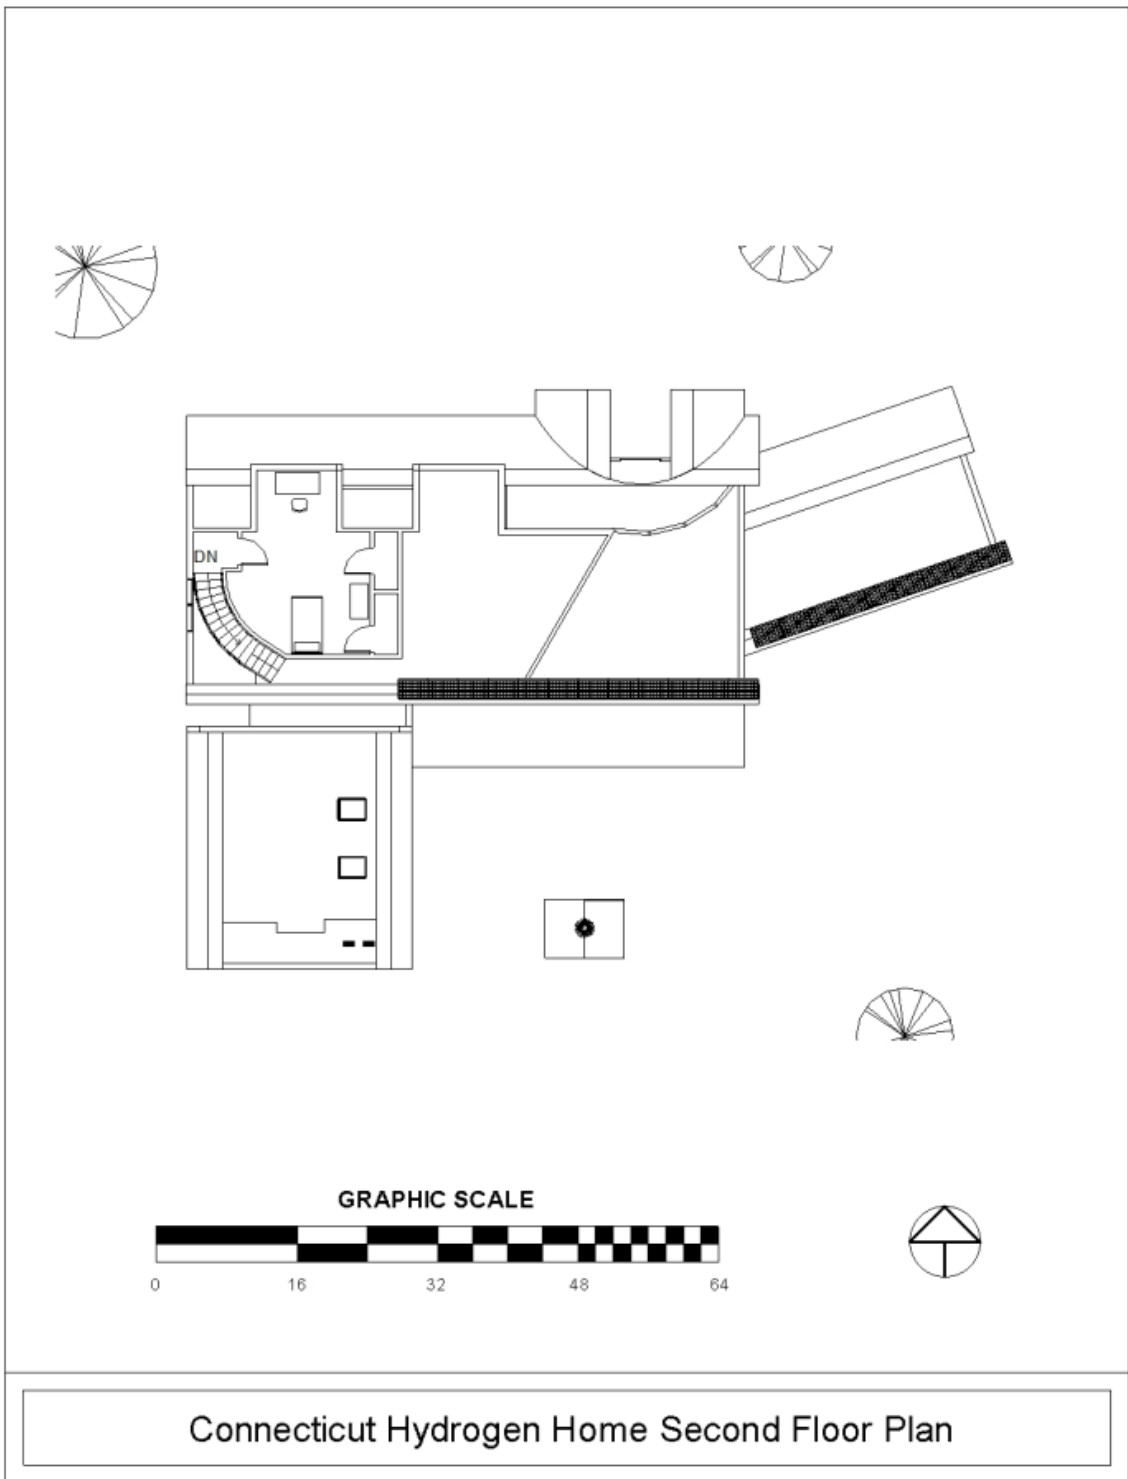 DN
GRAPHIC SCALE
0 16 32 48 64
Connecticut Hydrogen Home Second Floor Plan